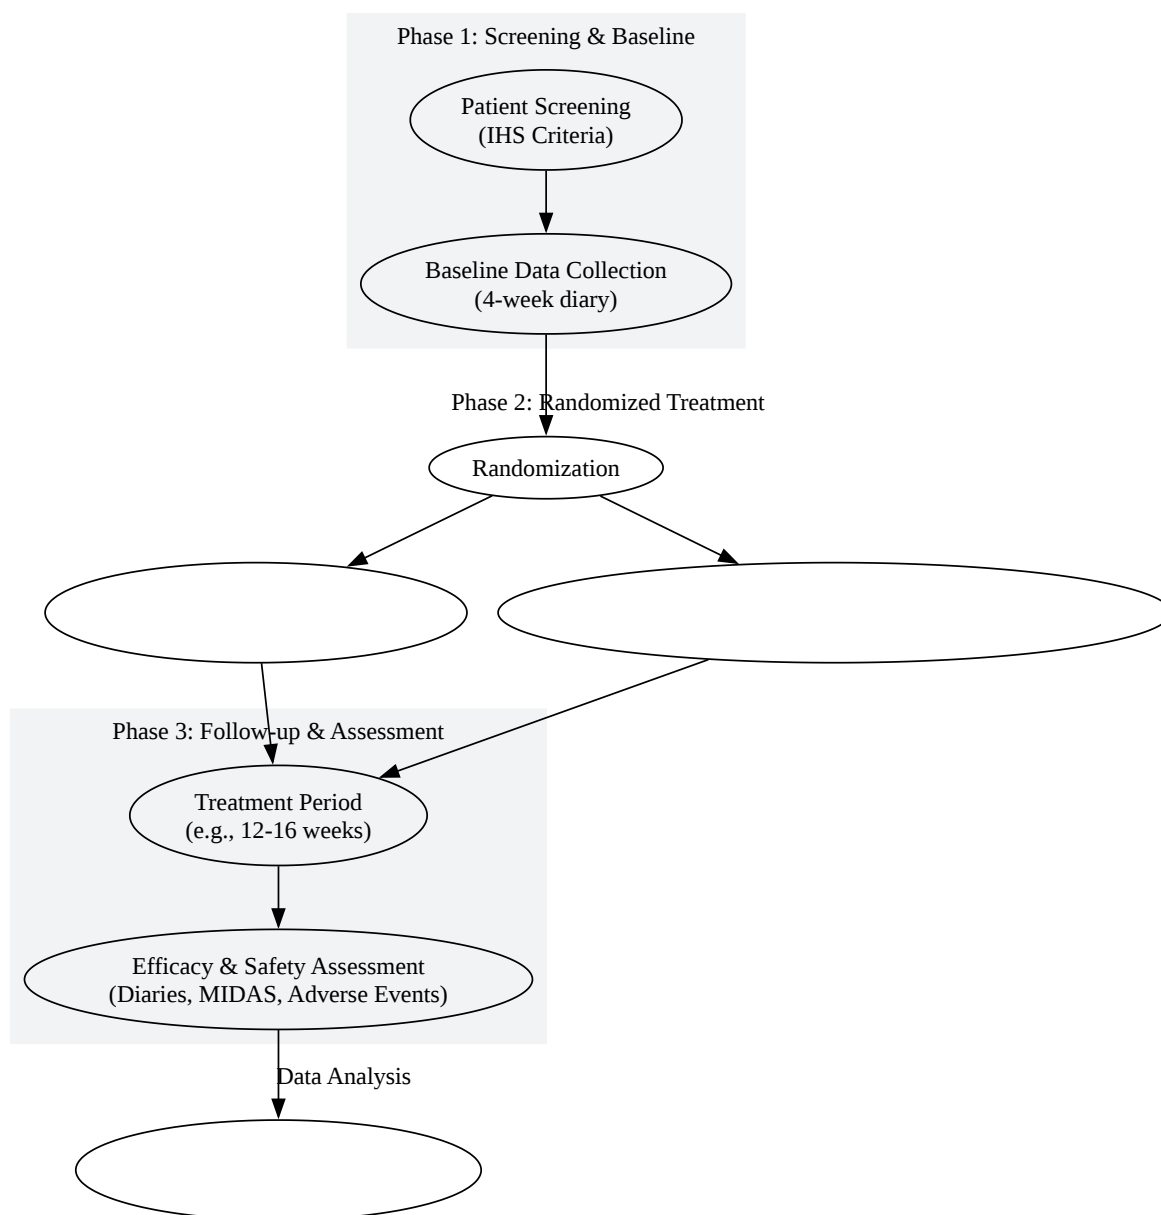 Phase 1: Screening & Baseline
Patient Screening
(IHS Criteria)
Baseline Data Collection
(4-week diary)
Phase 2: Randomized Treatment
Randomization
Phase 3: Follow-up & Assessment
Treatment Period
(e.g., 12-16 weeks)
Efficacy & Safety Assessment
(Diaries, MIDAS, Adverse Events)
Data Analysis